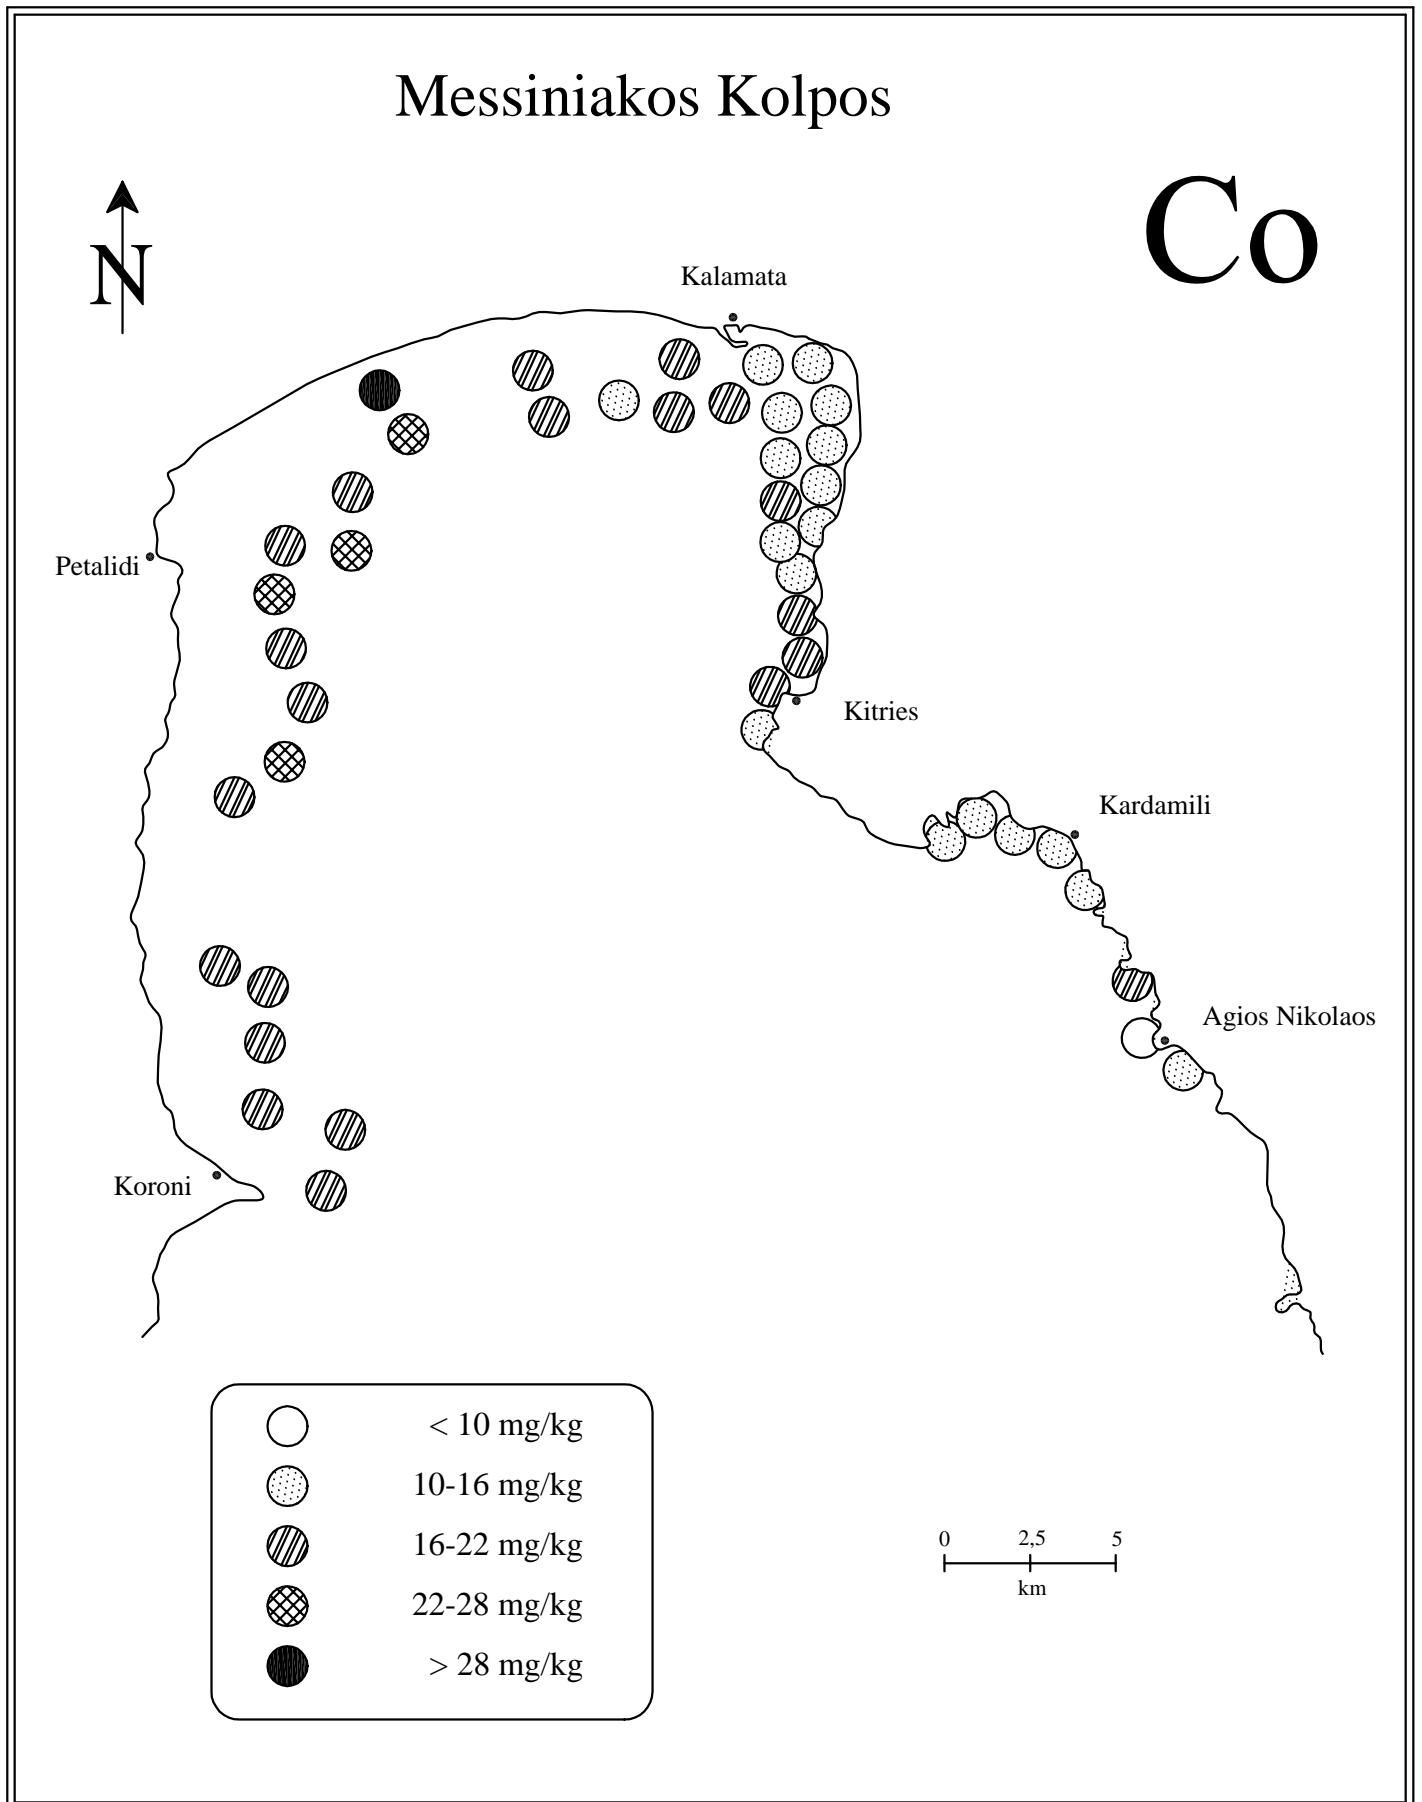 Messiniakos Kolpos
Co
N
Kalamata
Petalidi
Kitries
Kardamili
Agios Nikolaos
Koroni
< 10 mg/kg
10-16 mg/kg
16-22 mg/kg
22-28 mg/kg
> 28 mg/kg
0 2,5 5
km